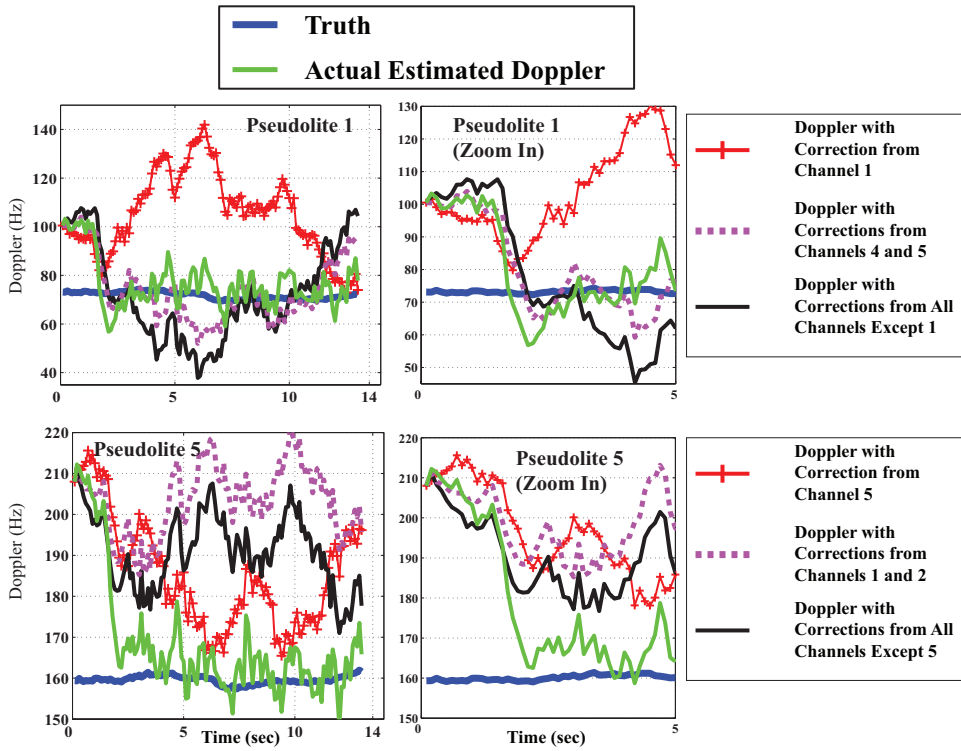 Truth
Actual Estimated Doppler
Doppler (Hz)
140
120
100
80
60
40
0
5
10
14
Pseudolite 1
130
120
110
100
90
80
70
60
50
0
5
Pseudolite 1
(Zoom In)
Doppler with
Correction from
Channel 1
Doppler with
Corrections from
Channels 4 and 5
Doppler with
Corrections from All
Channels Except 1
Doppler (Hz)
220
210
200
190
180
170
160
150
0
5
10
14
Time (sec)
Pseudolite 5
220
210
200
190
180
170
160
150
0
5
Time (sec)
Pseudolite 5
(Zoom In)
Doppler with
Correction from
Channel 5
Doppler with
Corrections from
Channels 1 and 2
Doppler with
Corrections from All
Channels Except 5